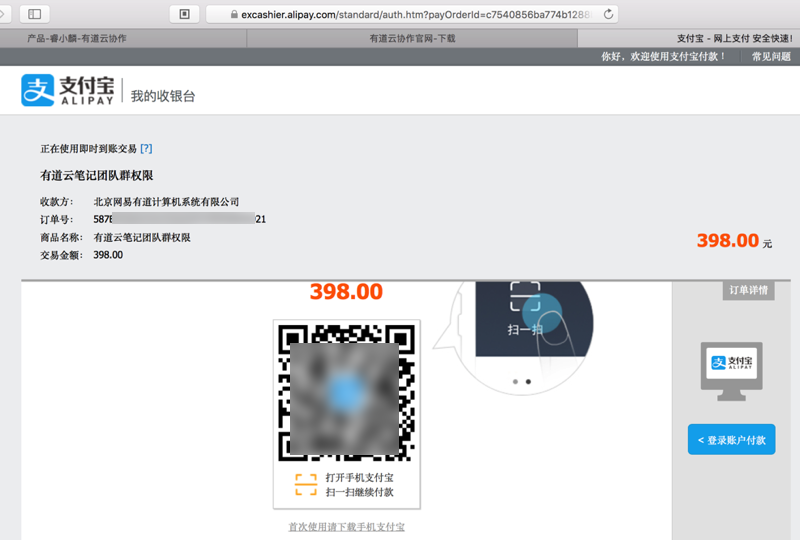 excashier.alipay.com/standard/auth.htm?payOrderId=c7540856ba774b1288
产品-睿小麟-有道云协作
有道云协作官网-下载
支付宝 - 网上支付 安全快速!
你好，欢迎使用支付宝付款！
常见问题
支付宝
ALIPAY
我的收银台
正在使用即时到账交易 [?]
有道云笔记团队群权限
收款方： 北京网易有道计算机系统有限公司
订单号： 587 21
商品名称： 有道云笔记团队群权限
交易金额： 398.00
398.00 元
398.00
扫一扫
订单详情
支付宝
ALIPAY
< 登录账户付款
打开手机支付宝
扫一扫继续付款
首次使用请下载手机支付宝